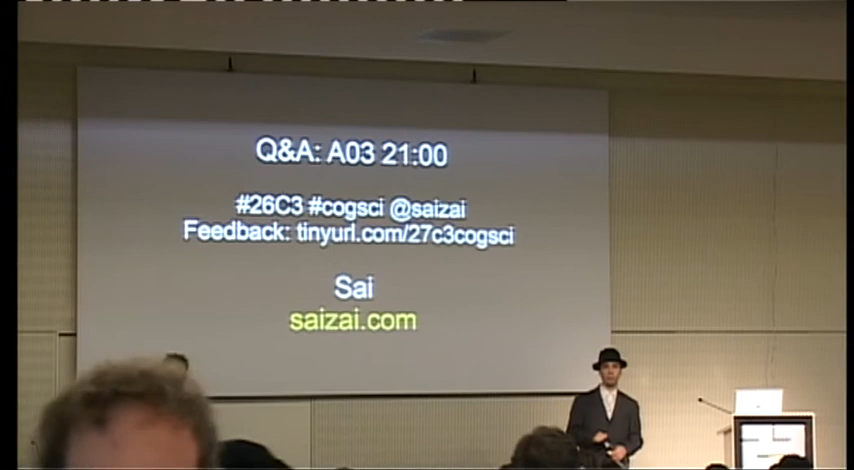 Q&A: A03 21:00
#26C3 #cogsci @saizai
Feedback: tinyurl.com/27c3cogsci
Sai
saizai.com